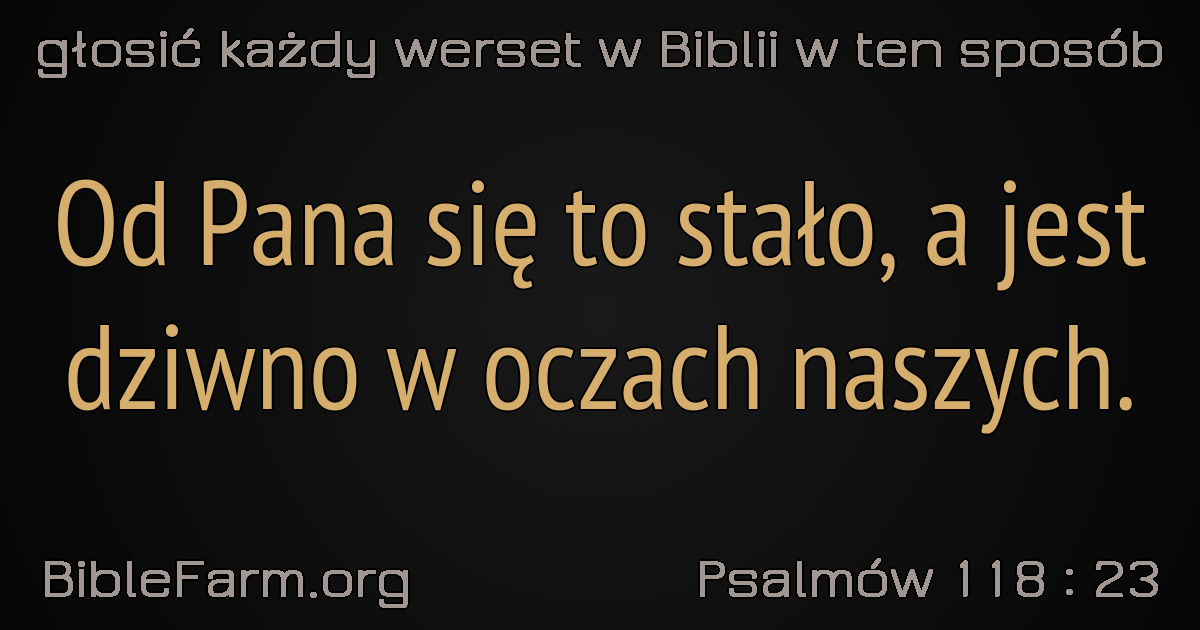 głosić każdy werset w Biblii w ten sposób
Od Pana się to stało, a jest
dziwno w oczach naszych.
BibleFarm.org
Psalmów 118 : 23